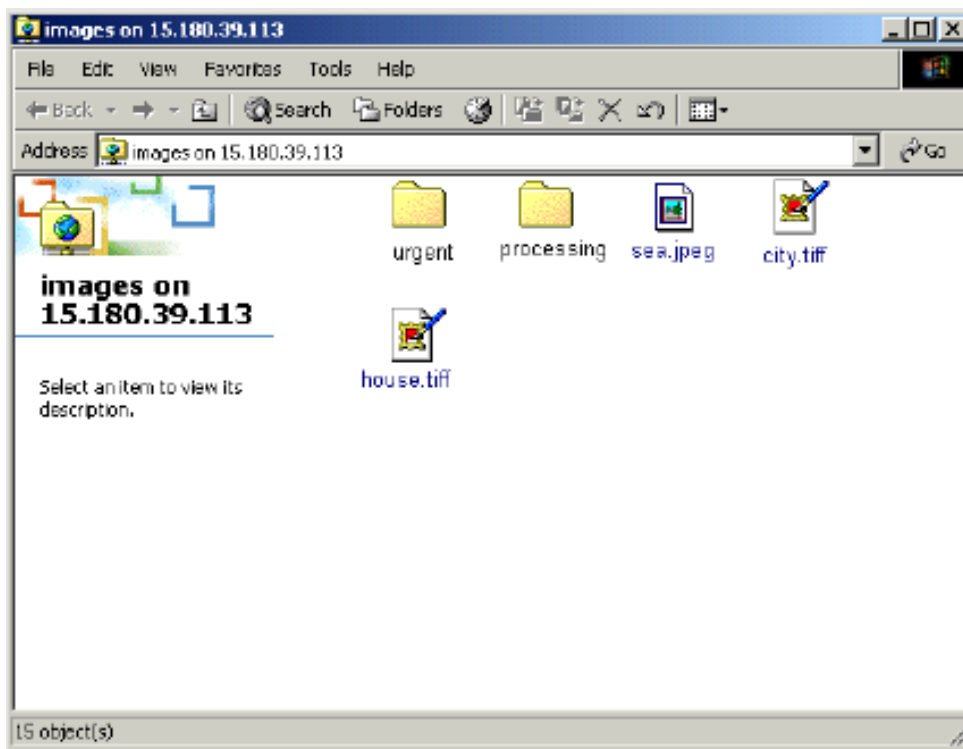 images on 15.180.39.113
File Edit View Favorites Tools Help
Back Search Folders
Address images on 15.180.39.113 Go
urgent processing sea.jpeg city.tiff
images on
15.180.39.113
house.tiff
Select an item to view its
description.
15 object(s)